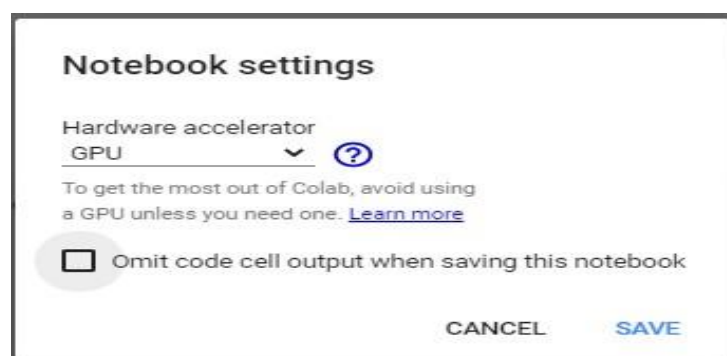 Notebook settings
Hardware accelerator
GPU ?
To get the most out of Colab, avoid using
a GPU unless you need one. Learn more
Omit code cell output when saving this notebook
CANCEL SAVE